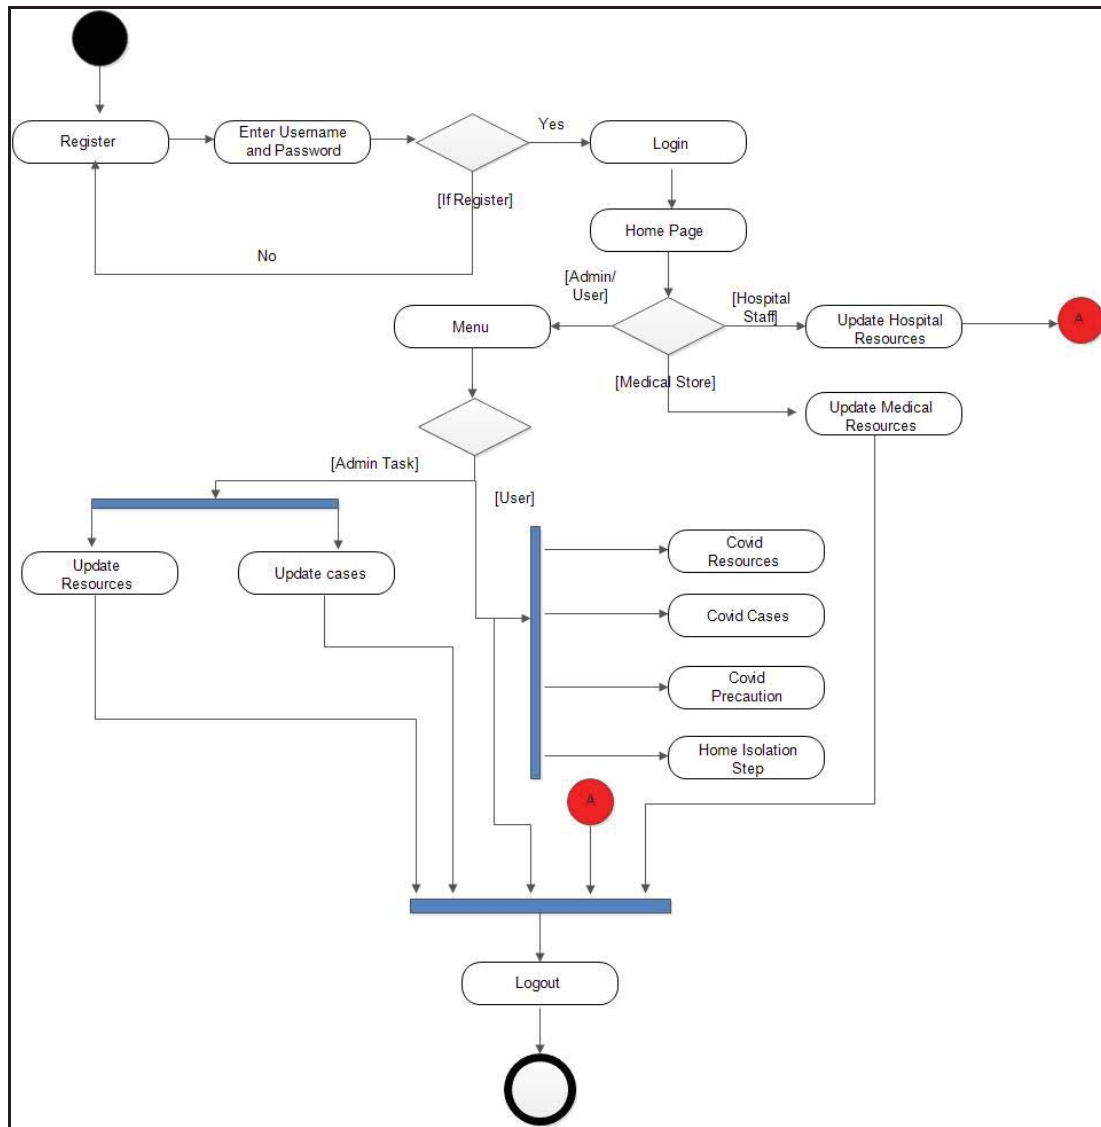 Register
Enter Username
and Password
Yes
Login
[If Register]
Home Page
No
[Admin/
User]
[Hospital
Staff]
Menu
Update Hospital
Resources
A
[Medical Store]
Update Medical
Resources
[Admin Task]
[User]
Update
Resources
Update cases
Covid
Resources
Covid Cases
Covid
Precaution
Home Isolation
Step
A
Logout